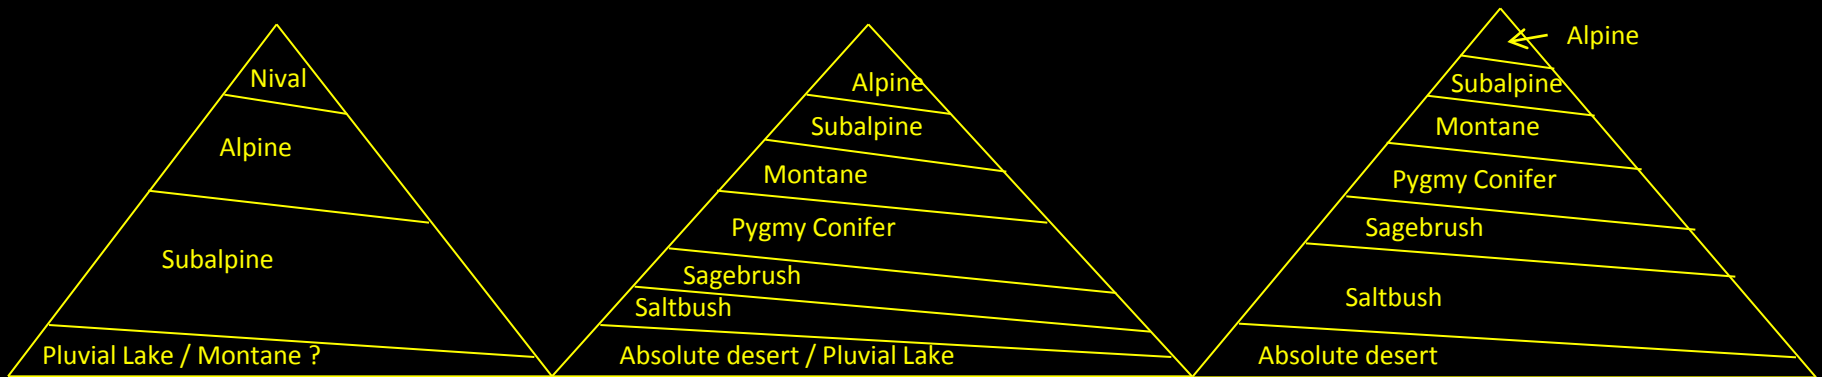 Nival
Alpine
Subalpine
Pluvial Lake / Montane ?
Alpine
Subalpine
Montane
Pygmy Conifer
Sagebrush
Saltbush
Absolute desert / Pluvial Lake
Alpine
Subalpine
Montane
Pygmy Conifer
Sagebrush
Saltbush
Absolute desert